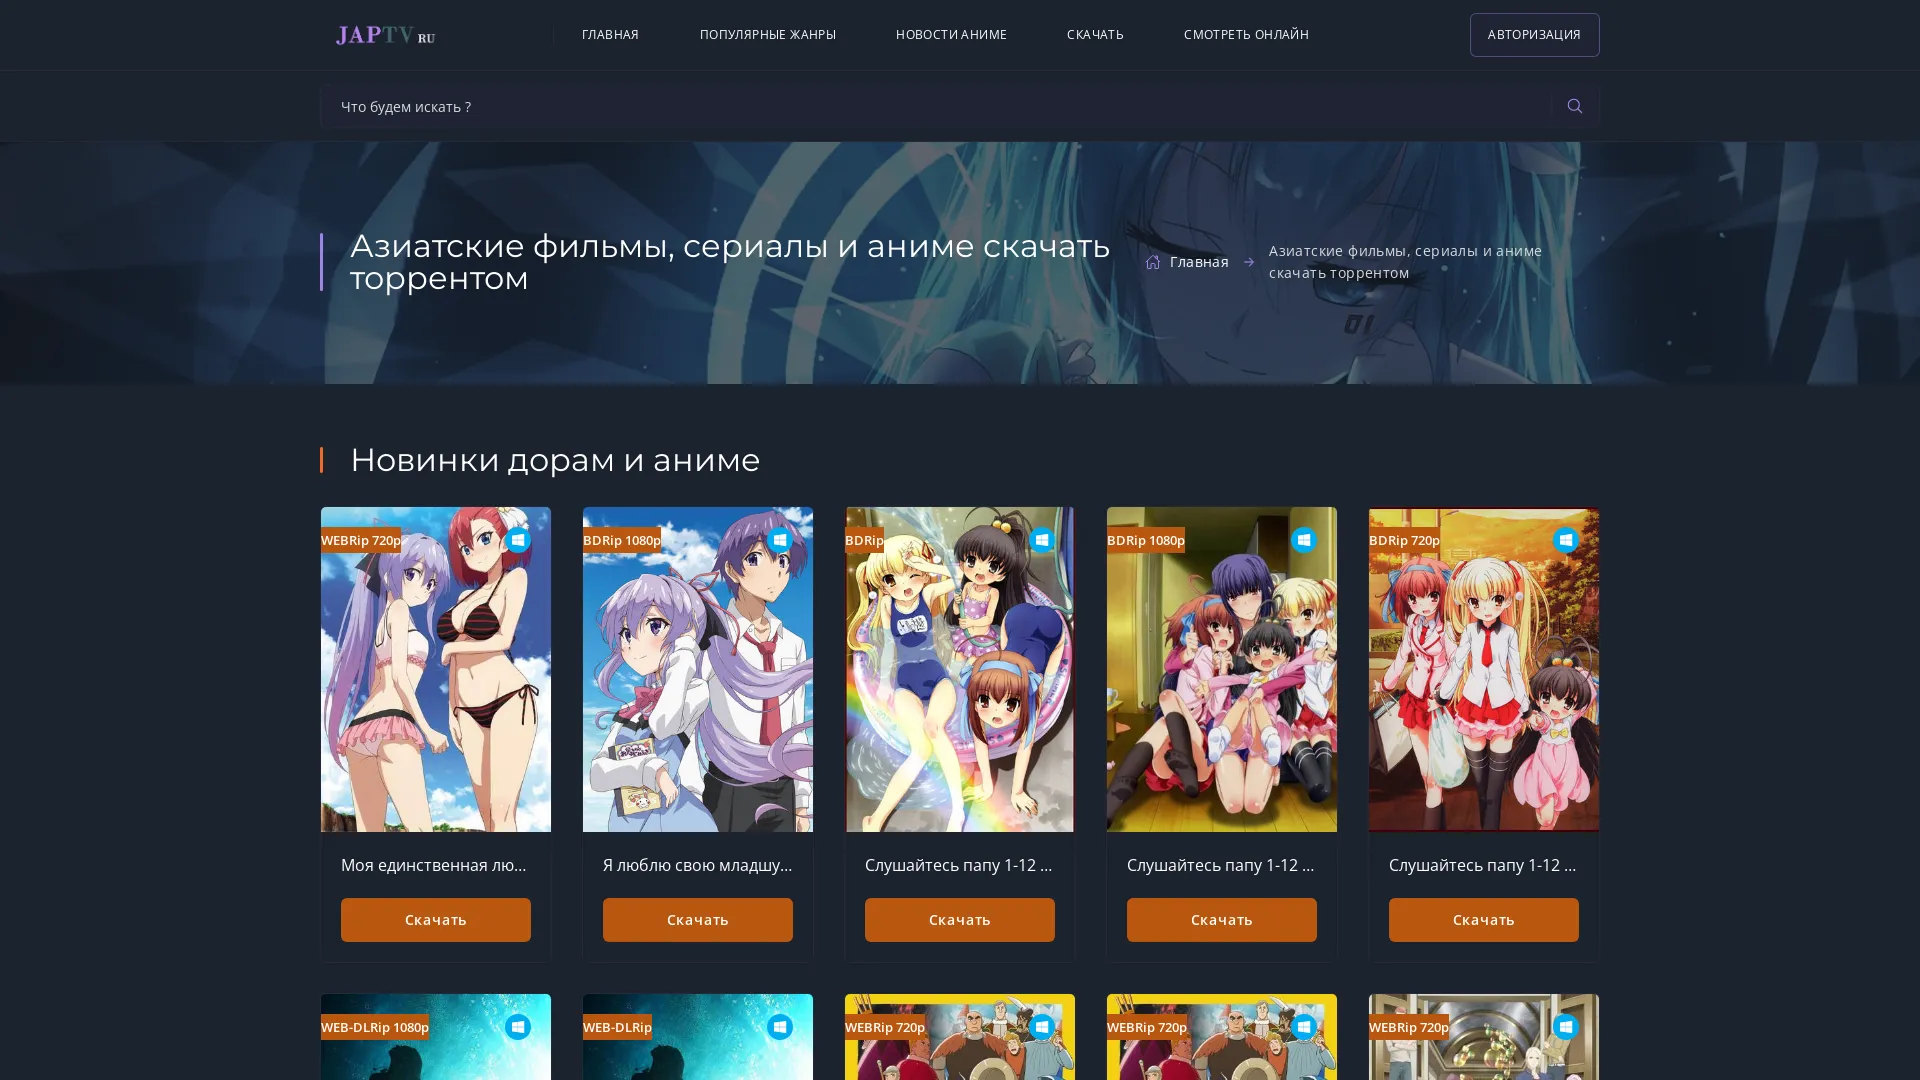 JAPTV RU
ГЛАВНАЯ
ПОПУЛЯРНЫЕ ЖАНРЫ
НОВОСТИ АНИМЕ
СКАЧАТЬ
СМОТРЕТЬ ОНЛАЙН
АВТОРИЗАЦИЯ
Что будем искать ?
Азиатские фильмы, сериалы и аниме скачать
торрентом
Главная
Азиатские фильмы, сериалы и аниме
скачать торрентом
01
Новинки дорам и аниме
WEBRip 720p
BDRip 1080p
BDRip
BDRip 1080p
BDRip 720p
Моя единственная лю...
Я люблю свою младшу...
Слушайтесь папу 1-12 ...
Слушайтесь папу 1-12 ...
Слушайтесь папу 1-12 ...
Скачать
Скачать
Скачать
Скачать
Скачать
WEB-DLRip 1080p
WEB-DLRip
WEBRip 720p
WEBRip 720p
WEBRip 720p